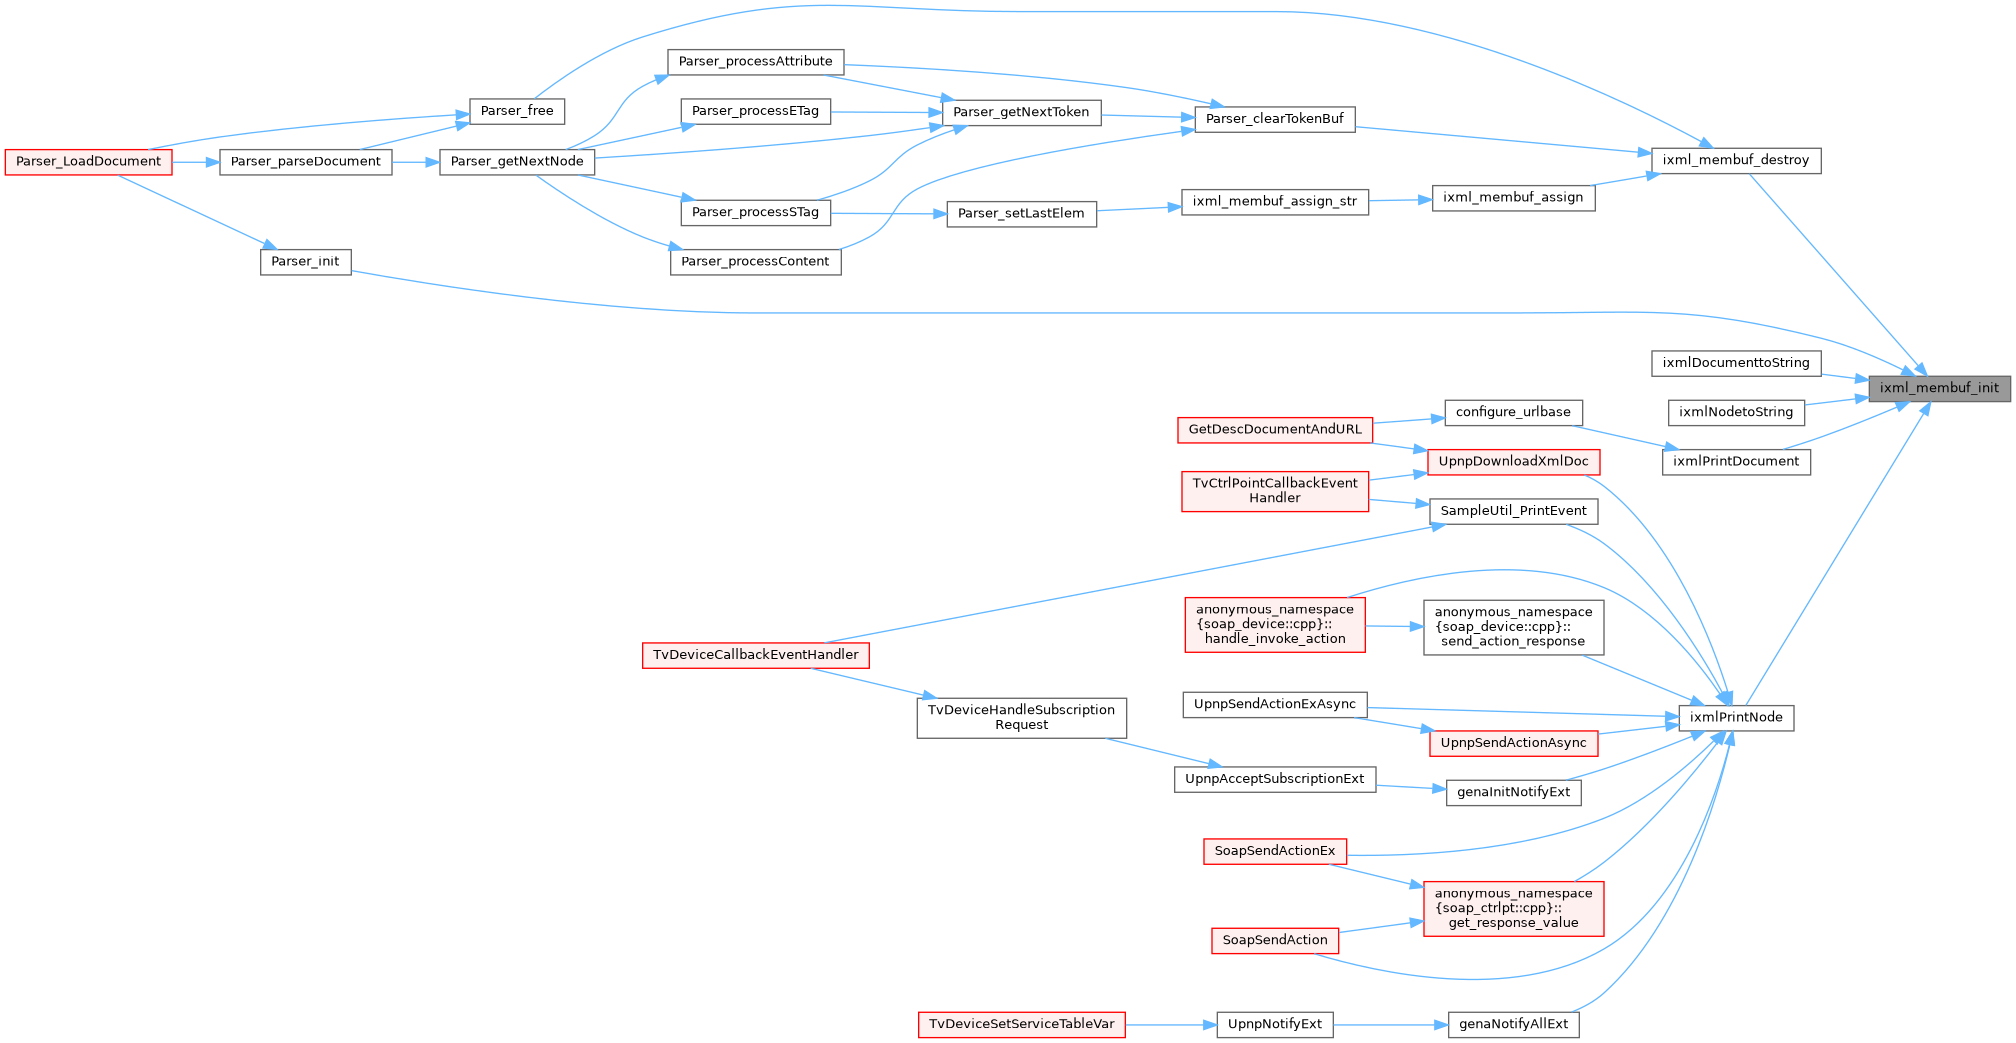 Parser_processAttribute
Parser_free
Parser_processETag
Parser_getNextToken
Parser_clearTokenBuf
Parser_LoadDocument
Parser_parseDocument
Parser_getNextNode
ixml_membuf_destroy
Parser_processSTag
Parser_setLastElem
ixml_membuf_assign_str
ixml_membuf_assign
Parser_init
Parser_processContent
ixmlDocumenttoString
ixml_membuf_init
ixmlNodetoString
configure_urlbase
GetDescDocumentAndURL
UpnpDownloadXmlDoc
ixmlPrintDocument
TvCtrlPointCallbackEvent
Handler
SampleUtil_PrintEvent
anonymous_namespace
{soap_device::cpp}::
handle_invoke_action
anonymous_namespace
{soap_device::cpp}::
send_action_response
TvDeviceCallbackEventHandler
TvDeviceHandleSubscription
Request
UpnpSendActionExAsync
ixmlPrintNode
UpnpSendActionAsync
UpnpAcceptSubscriptionExt
genaInitNotifyExt
SoapSendActionEx
anonymous_namespace
{soap_ctrlpt::cpp}::
get_response_value
SoapSendAction
TvDeviceSetServiceTableVar
UpnpNotifyExt
genaNotifyAllExt